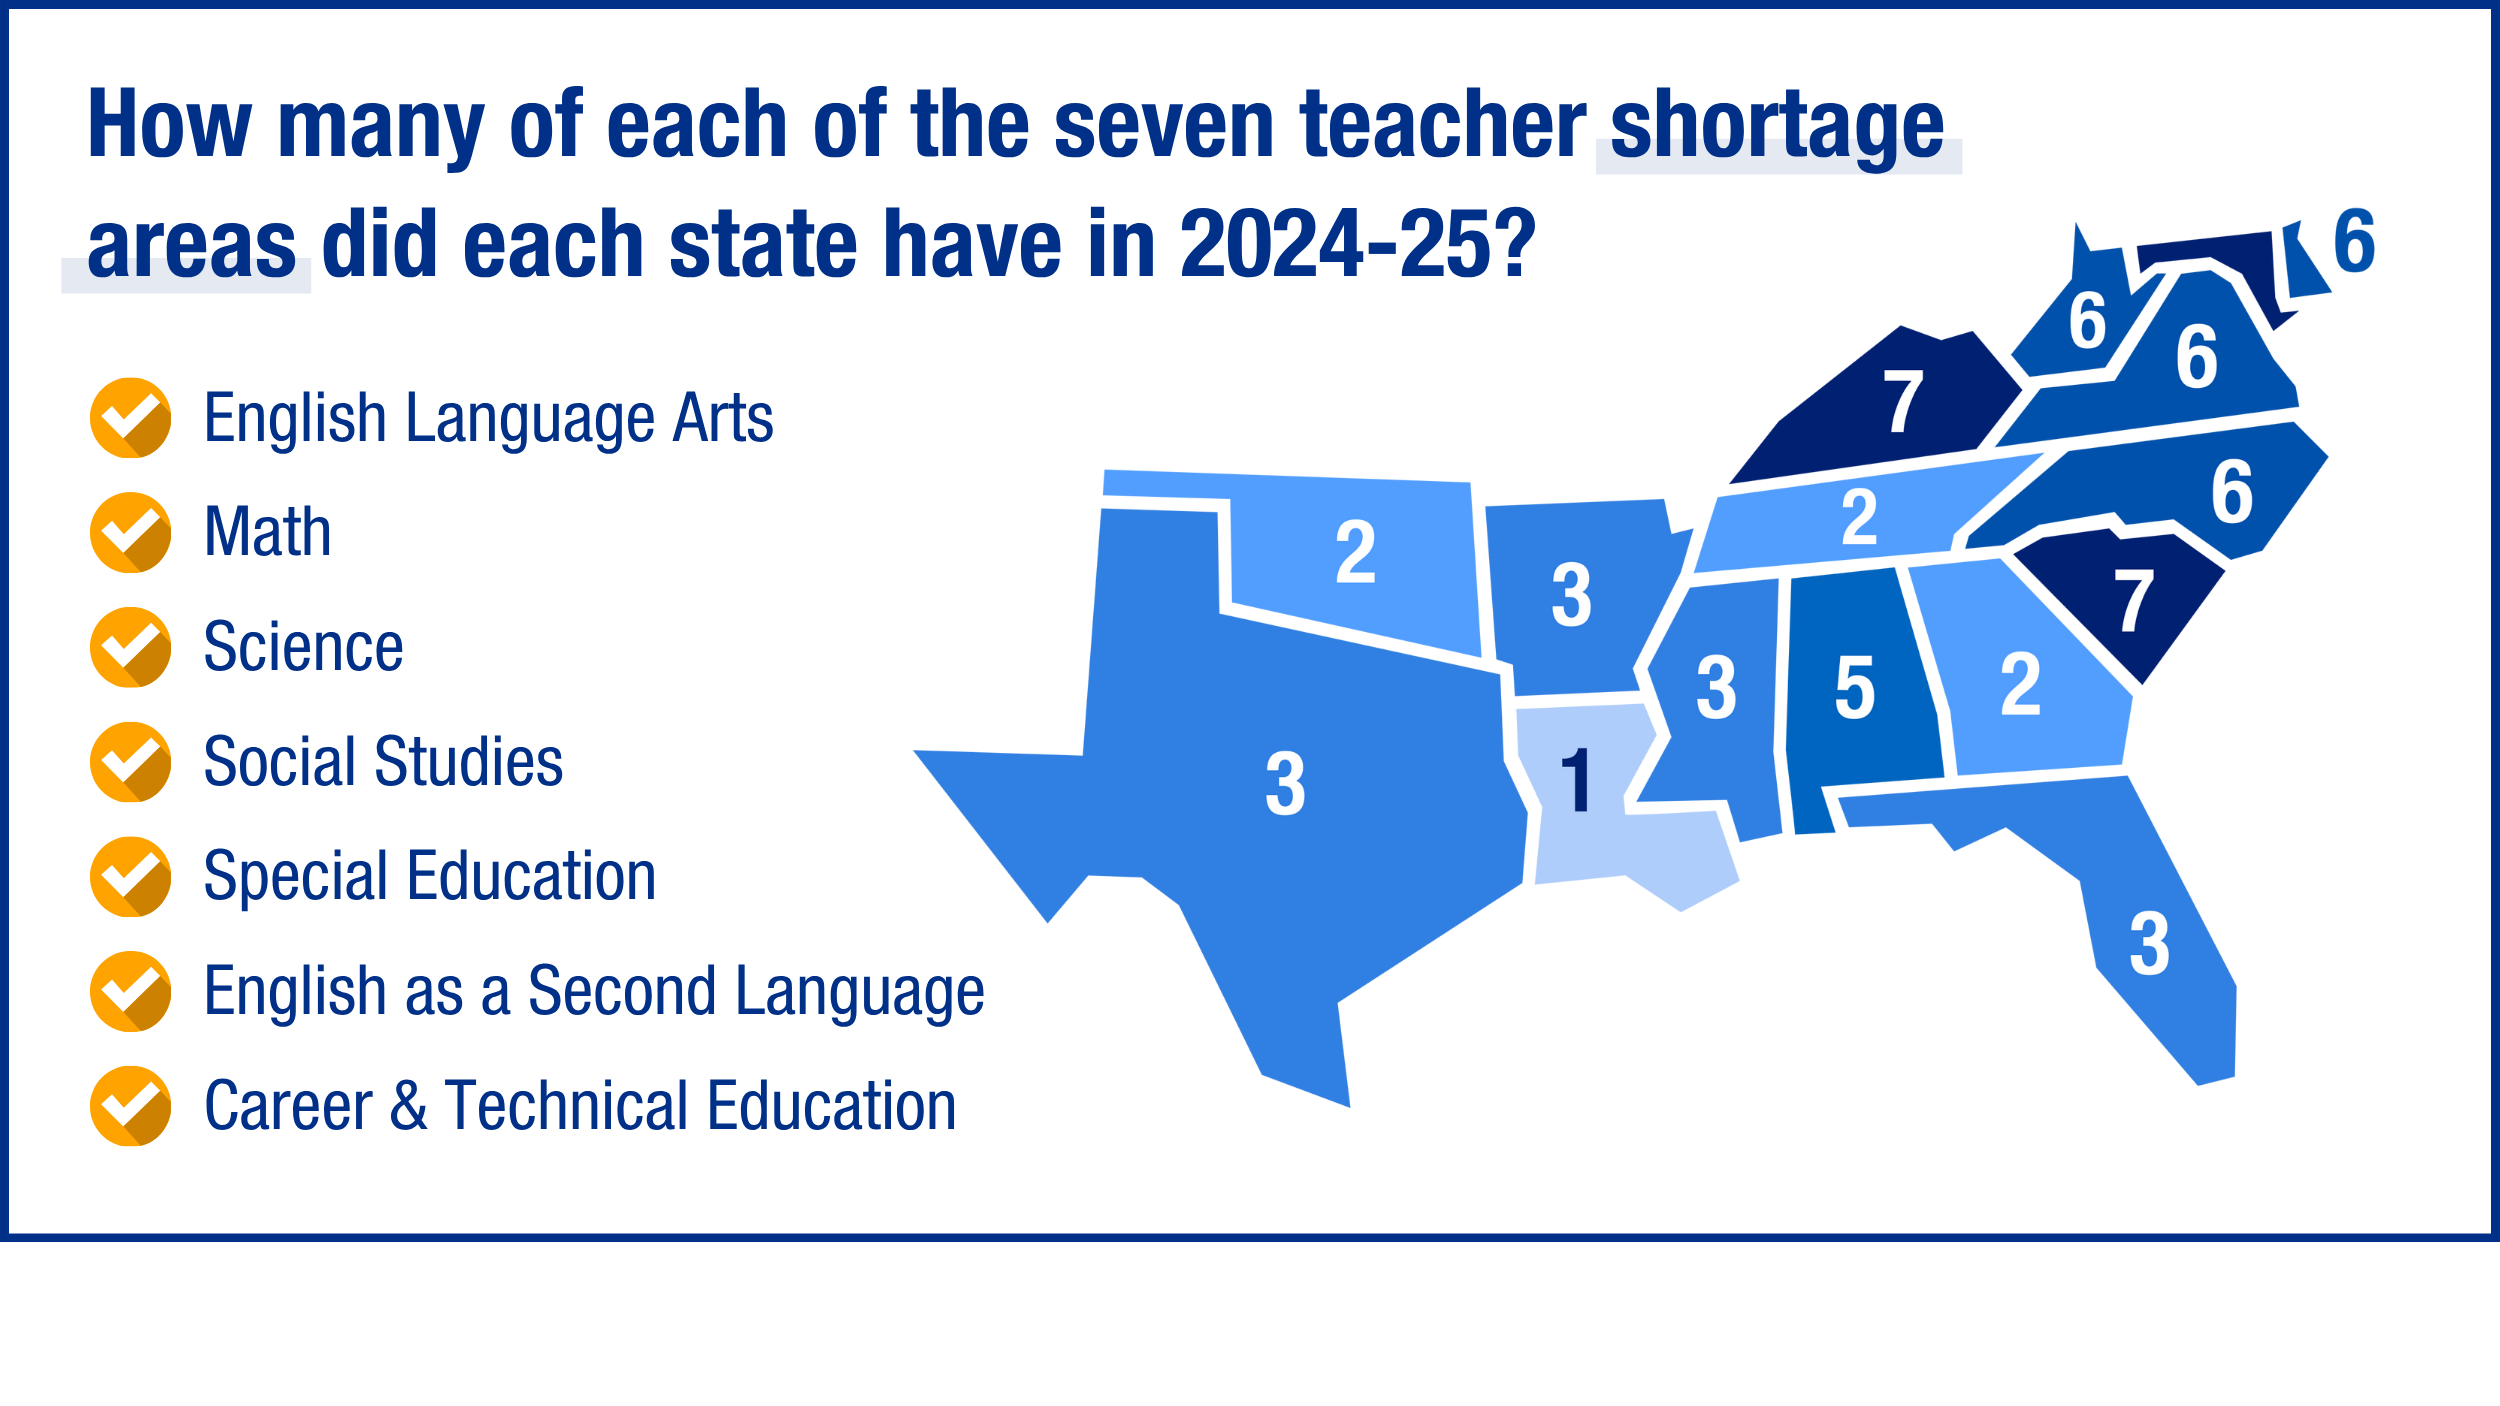 How many of each of the seven teacher shortage
areas did each state have in 2024-25?
English Language Arts
Math
Science
Social Studies
Special Education
English as a Second Language
Career & Technical Education
6
6
6
7
6
2
2
3
7
3
5
2
1
3
3